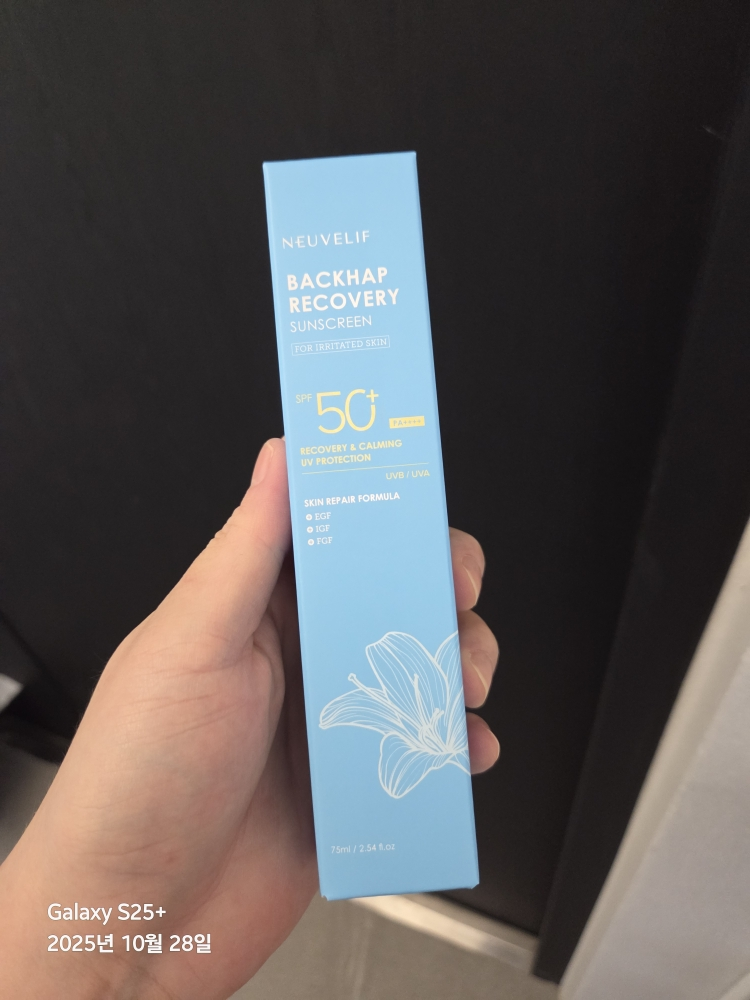 NEUVELIF
BACKHAP
RECOVERY
SUNSCREEN
FOR IRRITATED SKIN
SPF 50+
PA++++
RECOVERY & CALMING
UV PROTECTION
UVB / UVA
SKIN REPAIR FORMULA
EGF
IGF
FGF
75ml / 2.54 fl.oz
Galaxy S25+
2025년 10월 28일